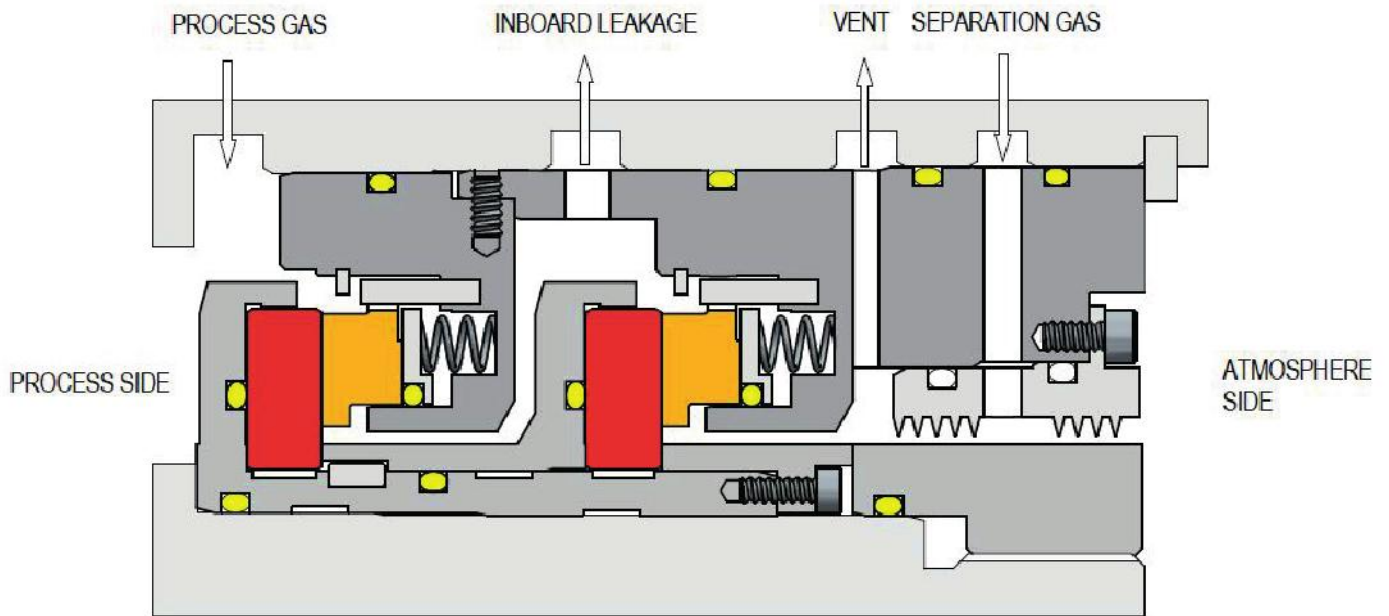 PROCESS GAS
INBOARD LEAKAGE
VENT
SEPARATION GAS
PROCESS SIDE
ATMOSPHERE
SIDE